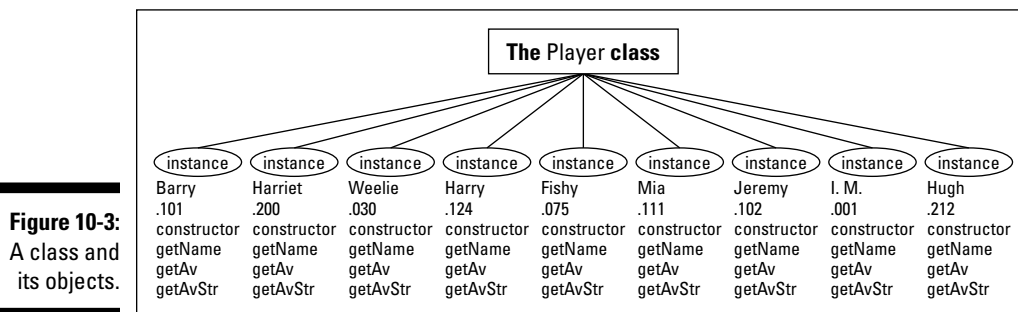 The Player class
instance instance instance instance instance instance instance instance instance
Barry Harriet Weelie Harry Fishy Mia Jeremy I. M. Hugh
.101 .200 .030 .124 .075 .111 .102 .001 .212
constructor constructor constructor constructor constructor constructor constructor constructor constructor
getName getName getName getName getName getName getName getName getName
getAv getAv getAv getAv getAv getAv getAv getAv getAv
getAvStr getAvStr getAvStr getAvStr getAvStr getAvStr getAvStr getAvStr getAvStr
Figure 10-3:
A class and
its objects.